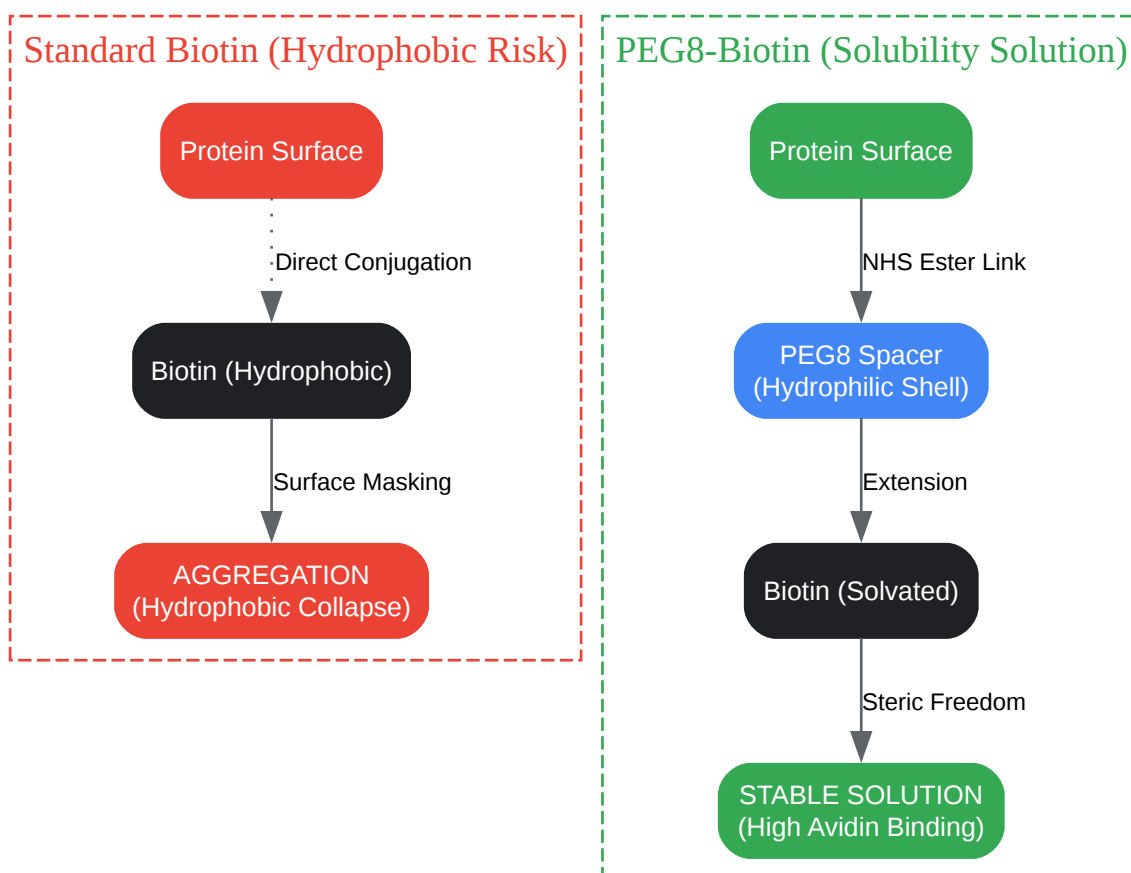 Standard Biotin (Hydrophobic Risk)
Protein Surface
Direct Conjugation
Biotin (Hydrophobic)
Surface Masking
AGGREGATION
(Hydrophobic Collapse)
PEG8-Biotin (Solubility Solution)
Protein Surface
NHS Ester Link
PEG8 Spacer
(Hydrophilic Shell)
Extension
Biotin (Solvated)
Steric Freedom
STABLE SOLUTION
(High Avidin Binding)